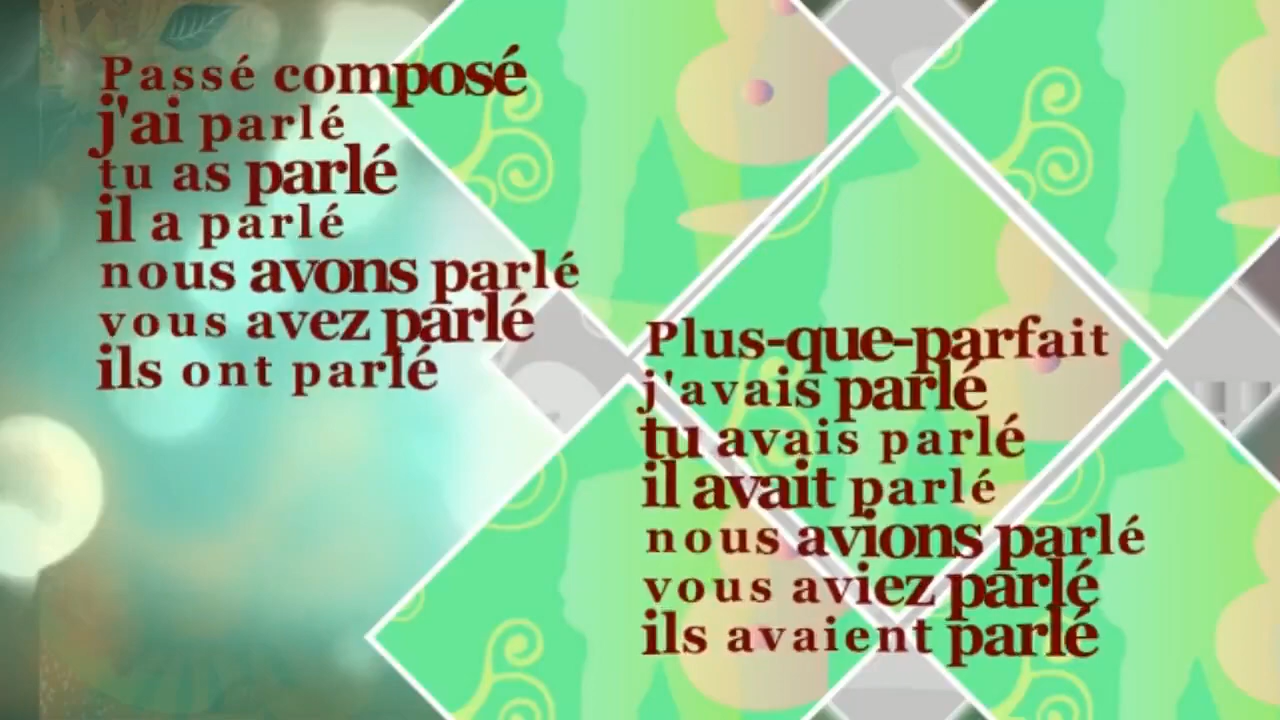 Passé composé
j'ai parlé
tu as parlé
il a parlé
nous avons parlé
vous avez parlé
ils ont parlé
Plus-que-parfait
j'avais parlé
tu avais parlé
il avait parlé
nous avions parlé
vous aviez parlé
ils avaient parlé